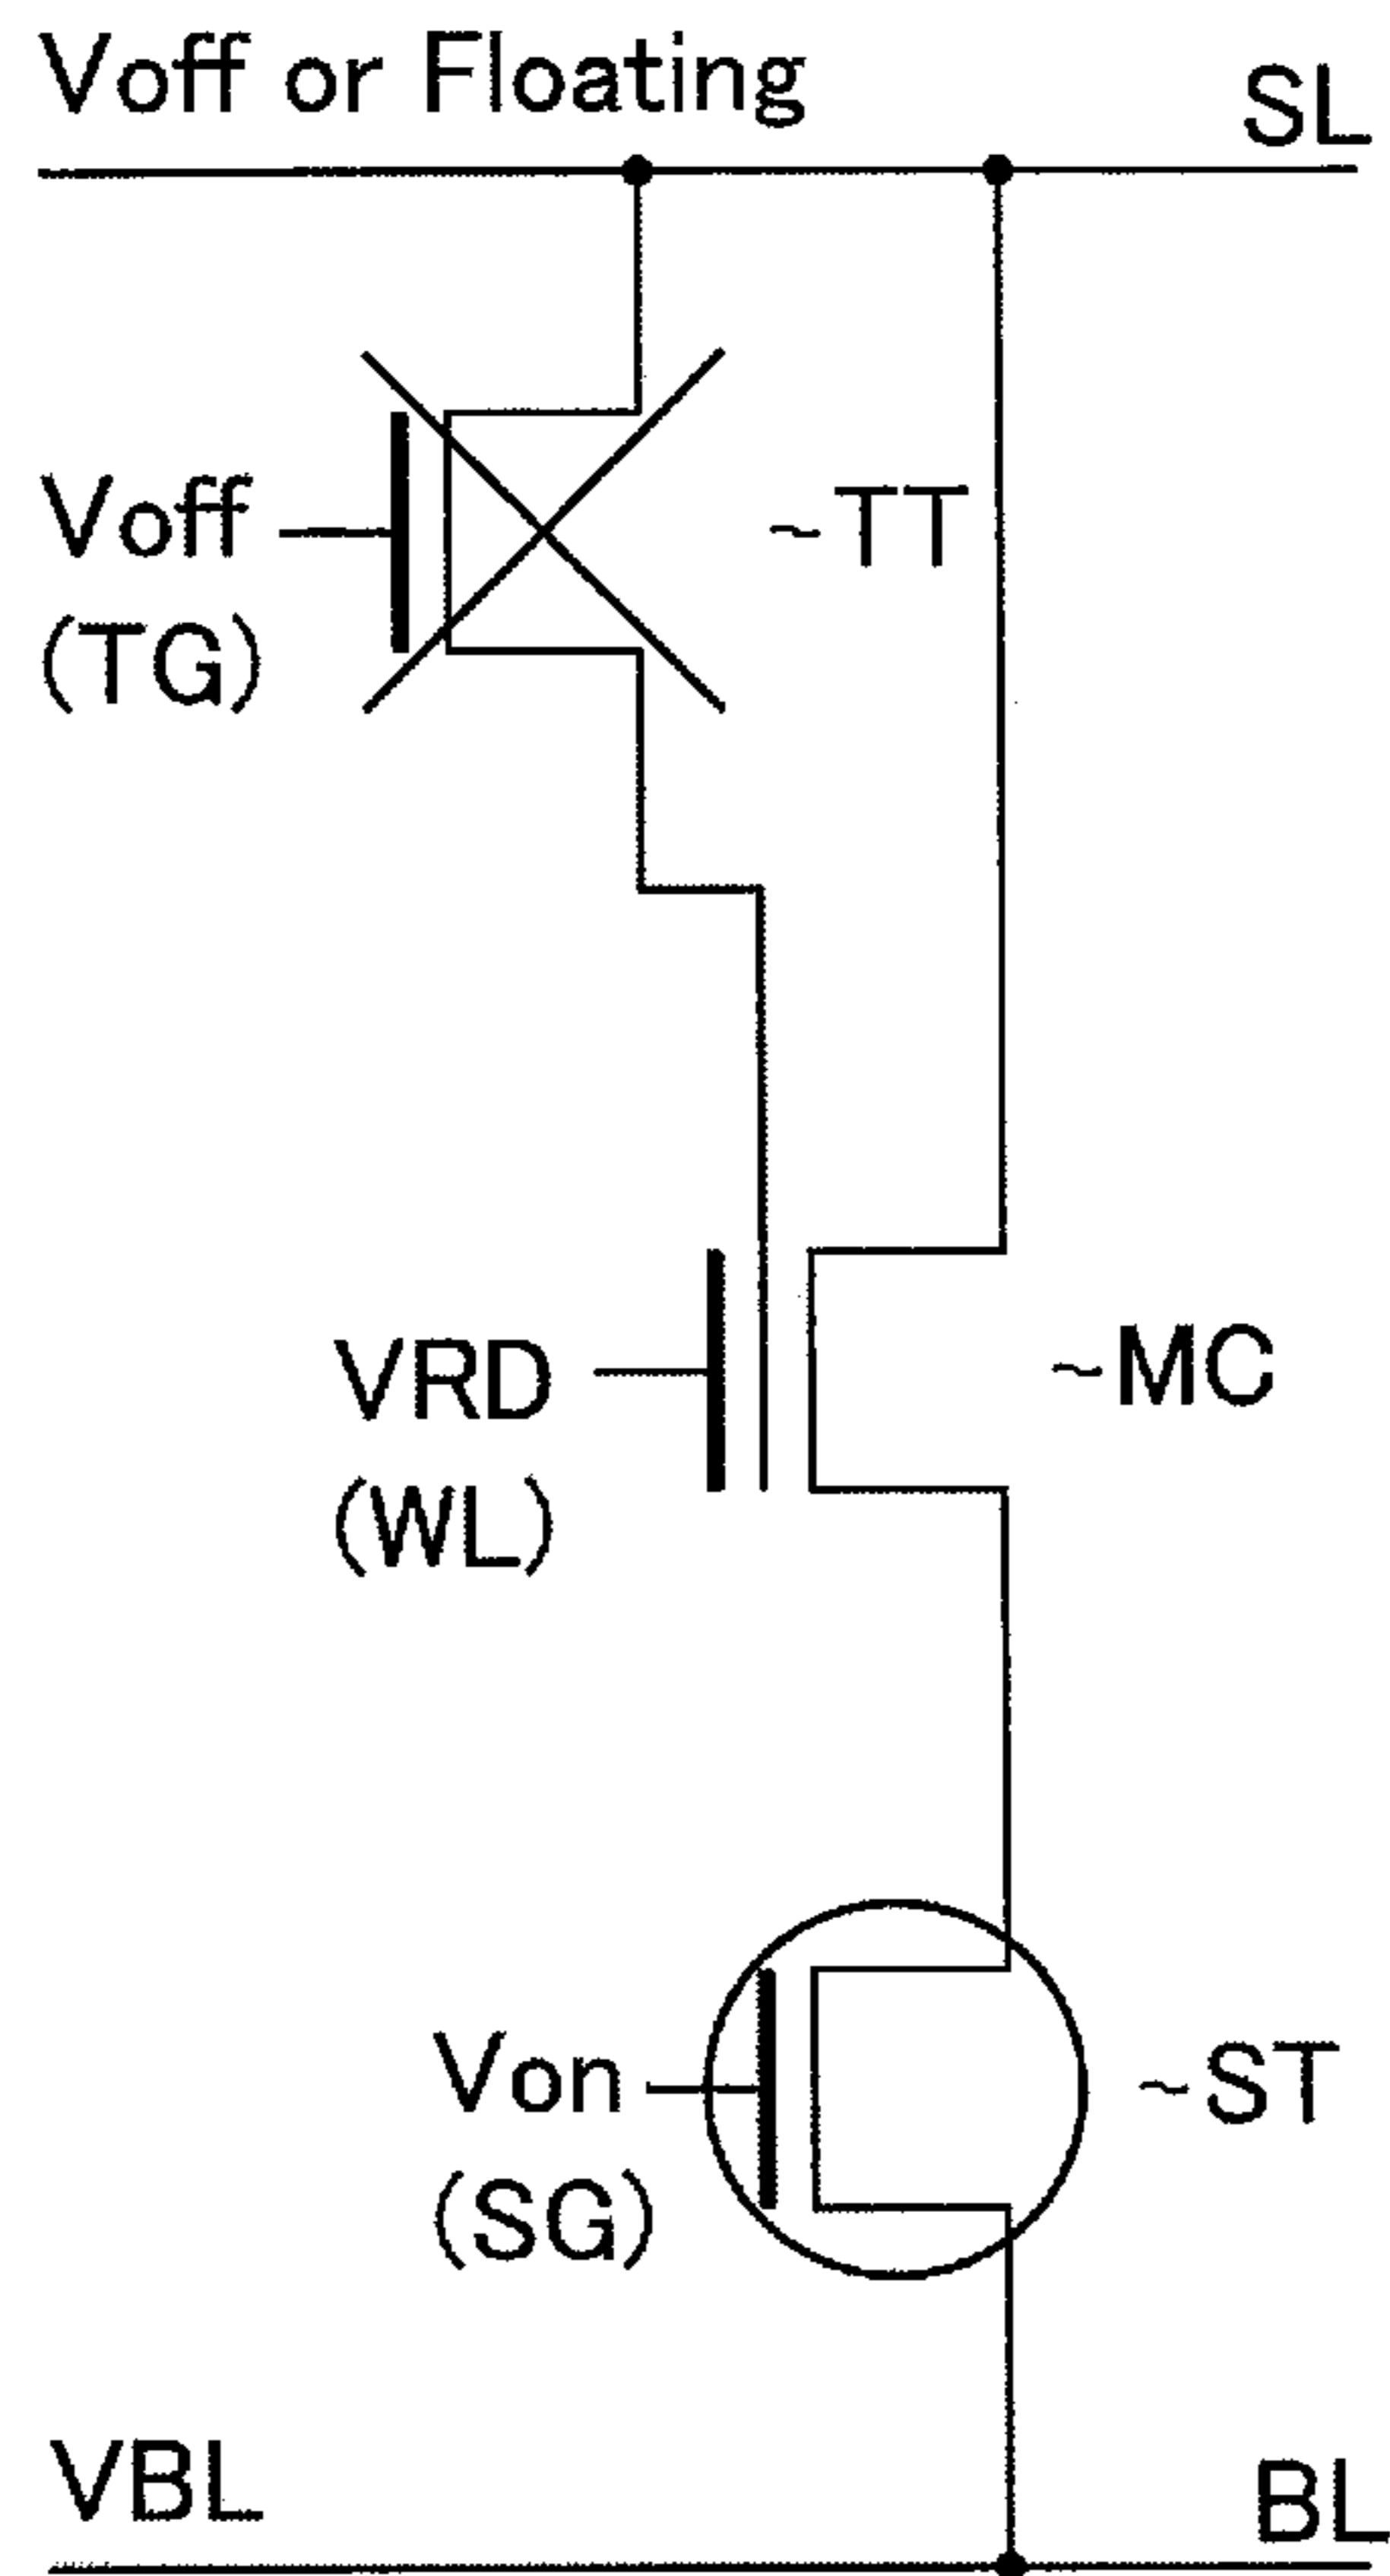 Voff or Floating
SL
Voff
(TG)
~TT
VRD
(WL)
~MC
Von
(SG)
~ST
VBL
BL